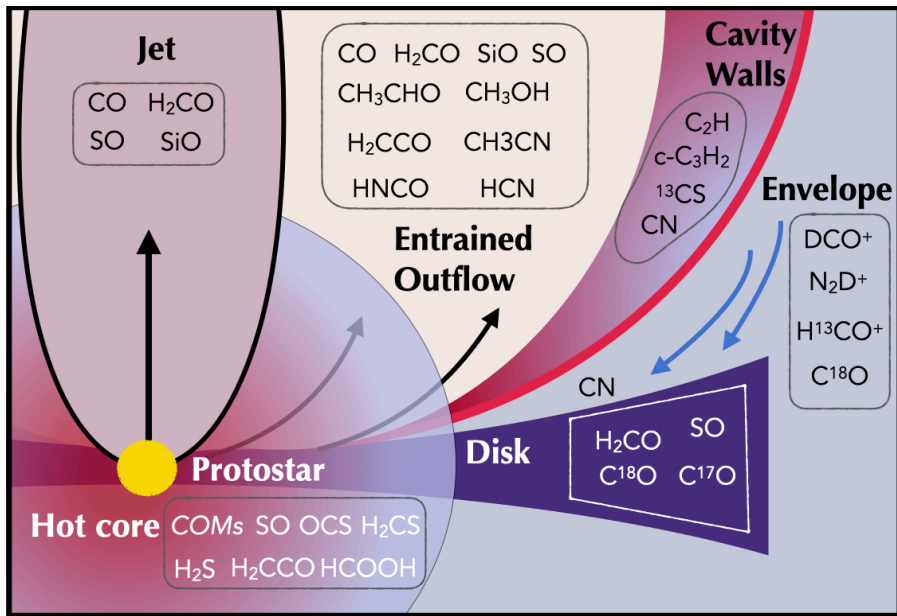 Jet
CO H₂CO
SO SiO
CO H₂CO SiO SO
CH3CHO CH₃OH
H₂CCO CH3CN
HNCO HCN
Entrained
Outflow
Cavity
Walls
C₂H
c-C₃H₂
¹³CS
CN
Envelope
DCO⁺
N₂D⁺
H¹³CO⁺
C¹⁸O
CN
Disk
H₂CO SO
C¹⁸O C¹⁷O
Protostar
Hot core
COMs SO OCS H₂CS
H₂S H₂CCO HCOOH